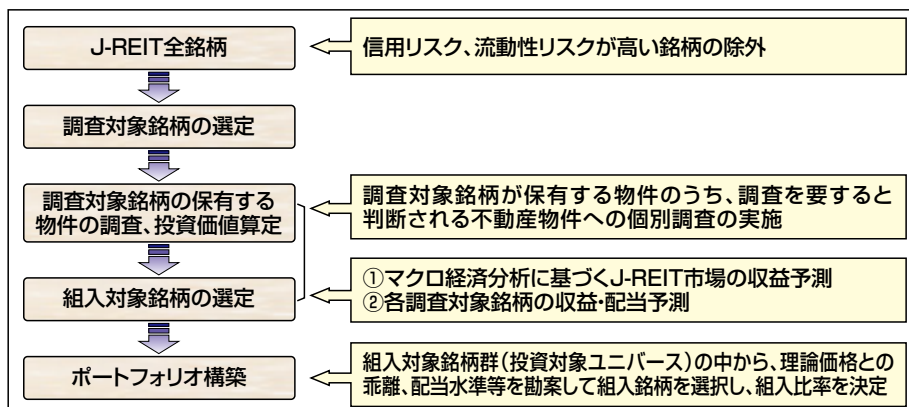 J-REIT全銘柄
信用リスク、流動性リスクが高い銘柄の除外
調査対象銘柄の選定
調査対象銘柄の保有する
物件の調査、投資価値算定
調査対象銘柄が保有する物件のうち、調査を要すると
判断される不動産物件への個別調査の実施
組入対象銘柄の選定
①マクロ経済分析に基づくJ-REIT市場の収益予測
②各調査対象銘柄の収益・配当予測
ポートフォリオ構築
組入対象銘柄群(投資対象ユニバース)の中から、理論価格との
乖離、配当水準等を勘案して組入銘柄を選択し、組入比率を決定